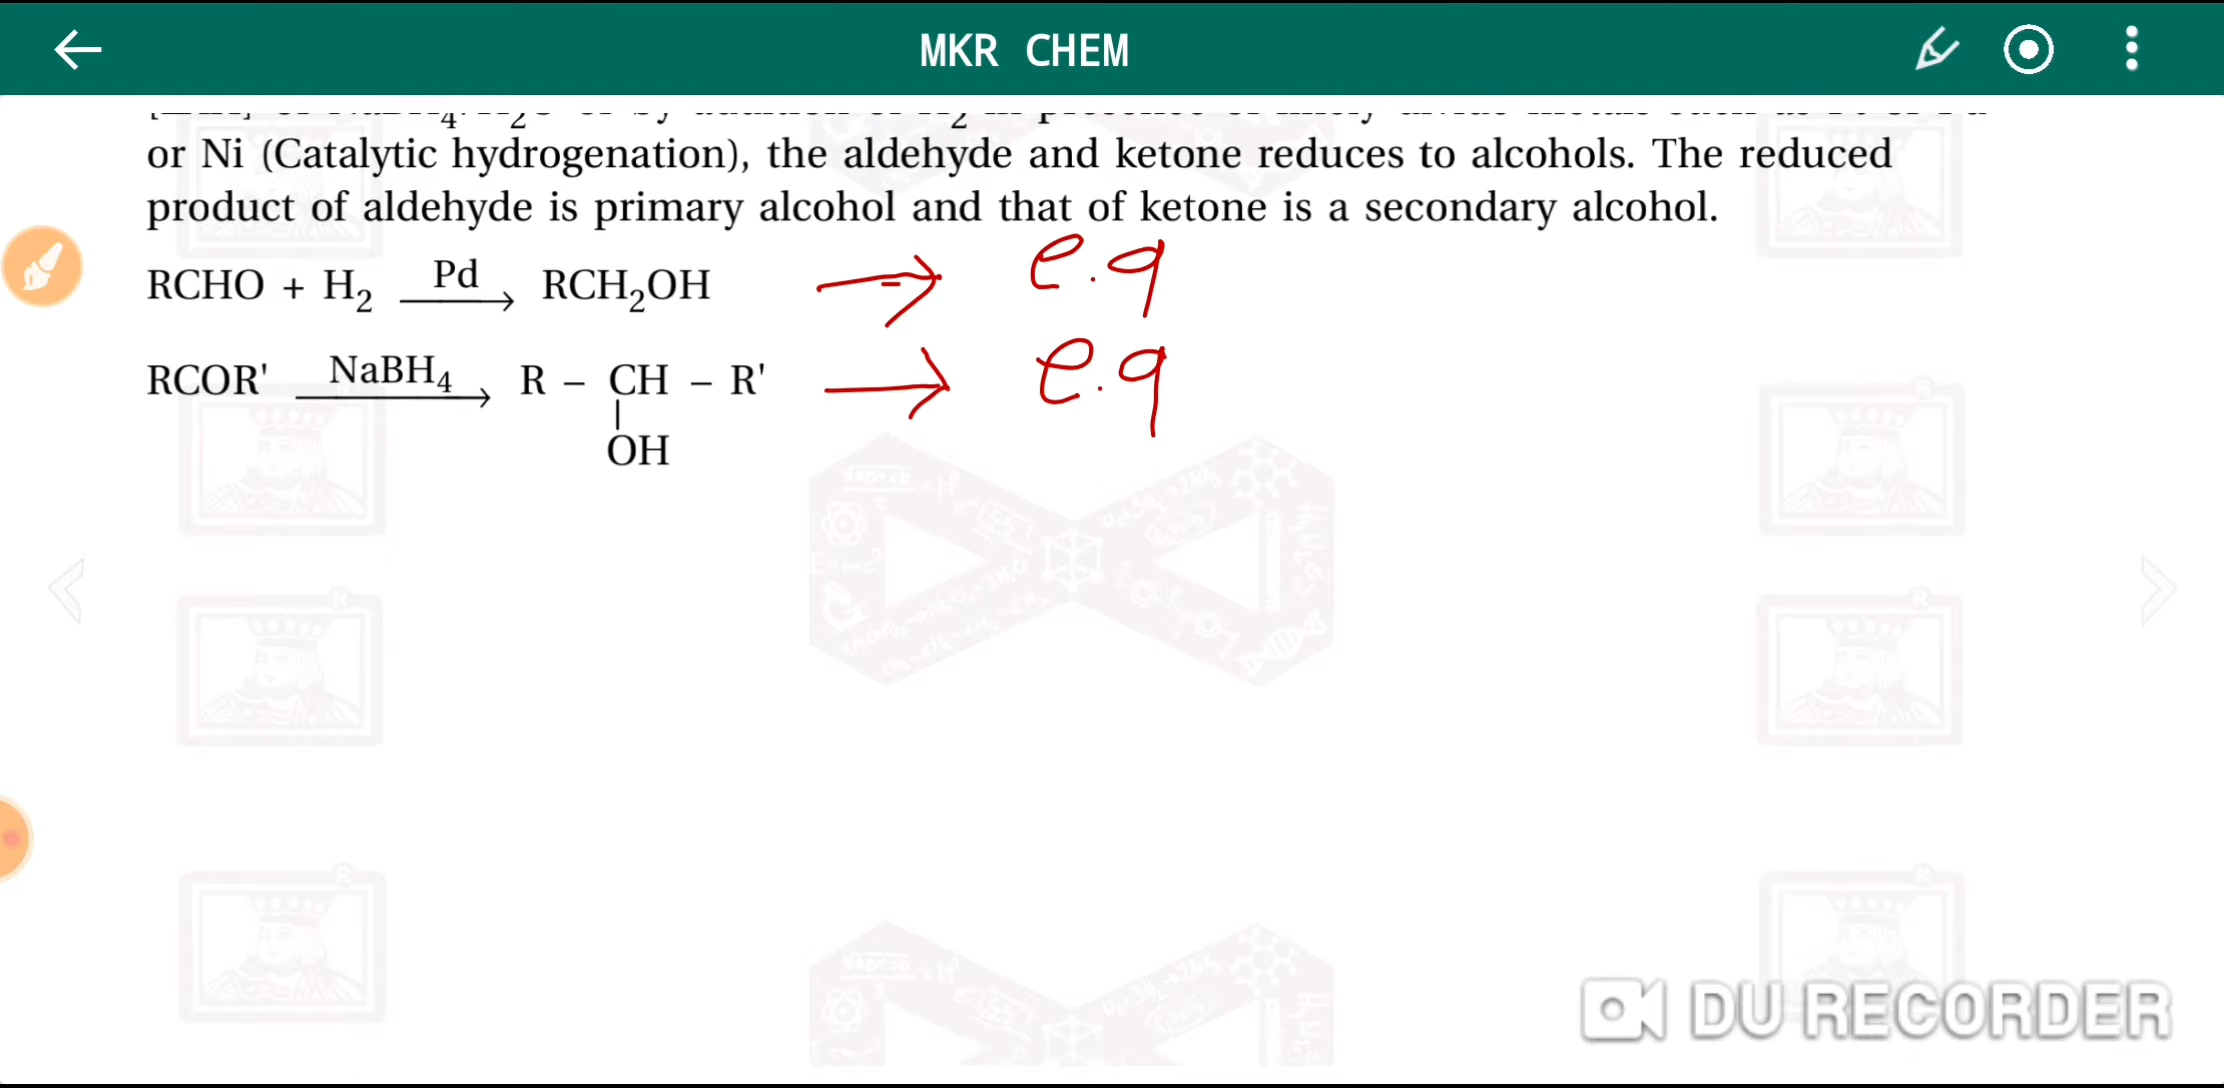 MKR CHEM
or Ni (Catalytic hydrogenation), the aldehyde and ketone reduces to alcohols. The reduced
product of aldehyde is primary alcohol and that of ketone is a secondary alcohol.
RCHO + H₂ —Pd→ RCH₂OH → e.g
RCOR' —NaBH₄→ R – CH – R' → e.g
|
OH
DU RECORDER